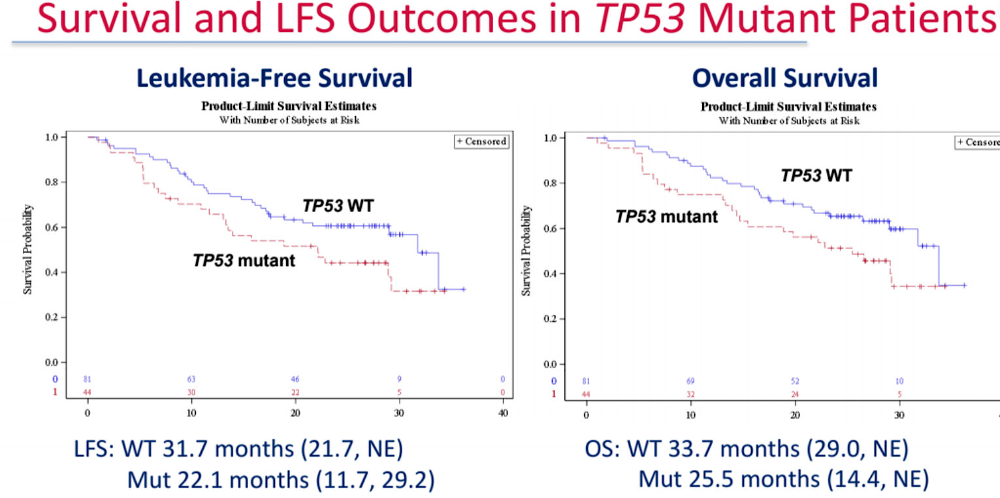 Survival and LFS Outcomes in TP53 Mutant Patients
Leukemia-Free Survival
Product-Limit Survival Estimates
With Number of Subjects at Risk
+ Censored
1.0
0.8
0.6
0.4
0.2
0.0
Survival Probability
TP53 WT
TP53 mutant
0 81 63 46 9 0
1 44 30 22 5 0
0 10 20 30 40
LFS: WT 31.7 months (21.7, NE)
Mut 22.1 months (11.7, 29.2)
Overall Survival
Product-Limit Survival Estimates
With Number of Subjects at Risk
+ Censore
1.0
0.8
0.6
0.4
0.2
0.0
Survival Probability
TP53 WT
TP53 mutant
0 81 69 52 10
1 44 32 24 5
0 10 20 30
OS: WT 33.7 months (29.0, NE)
Mut 25.5 months (14.4, NE)